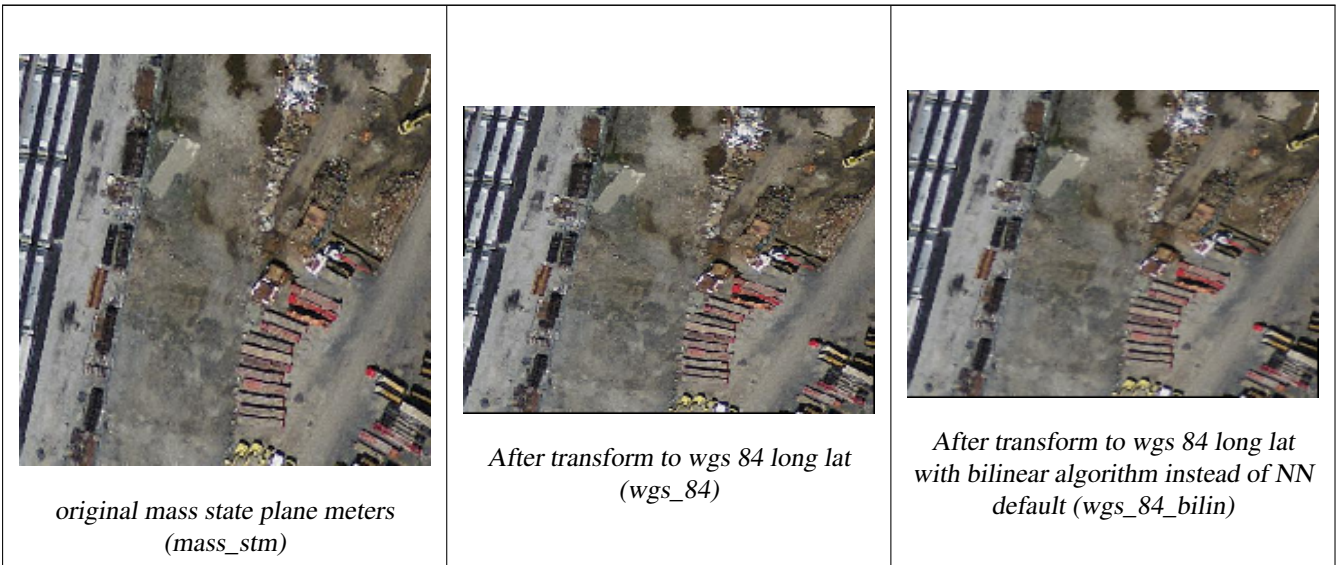 original mass state plane meters
(mass_stm)
After transform to wgs 84 long lat
(wgs_84)
After transform to wgs 84 long lat
with bilinear algorithm instead of NN
default (wgs_84_bilin)